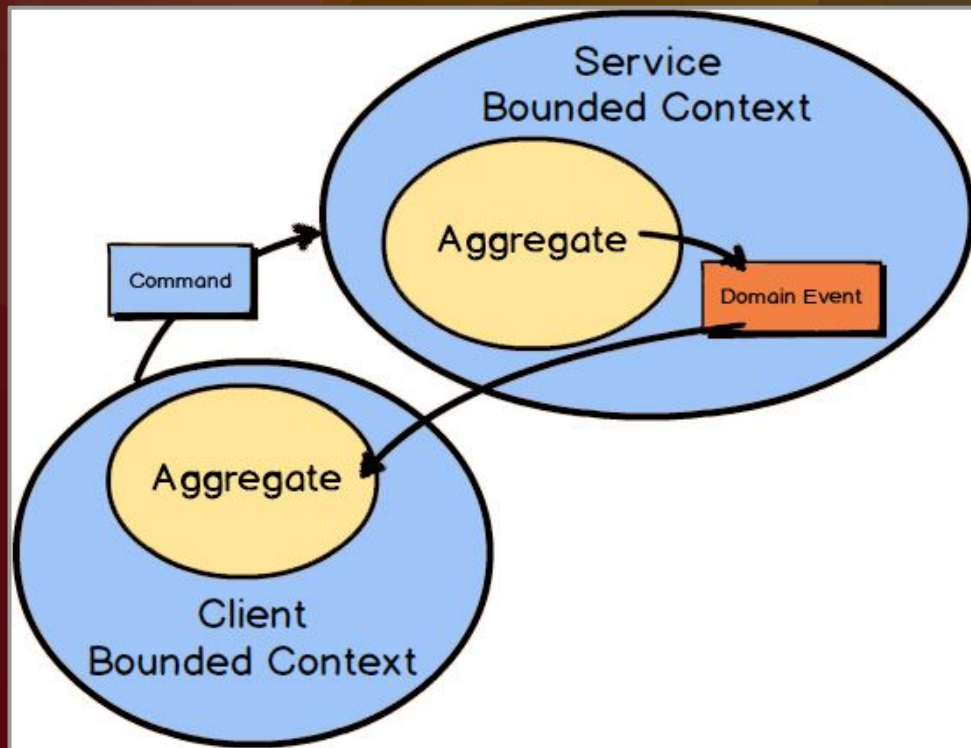 Service
Bounded Context
Aggregate
Command
Domain Event
Aggregate
Client
Bounded Context